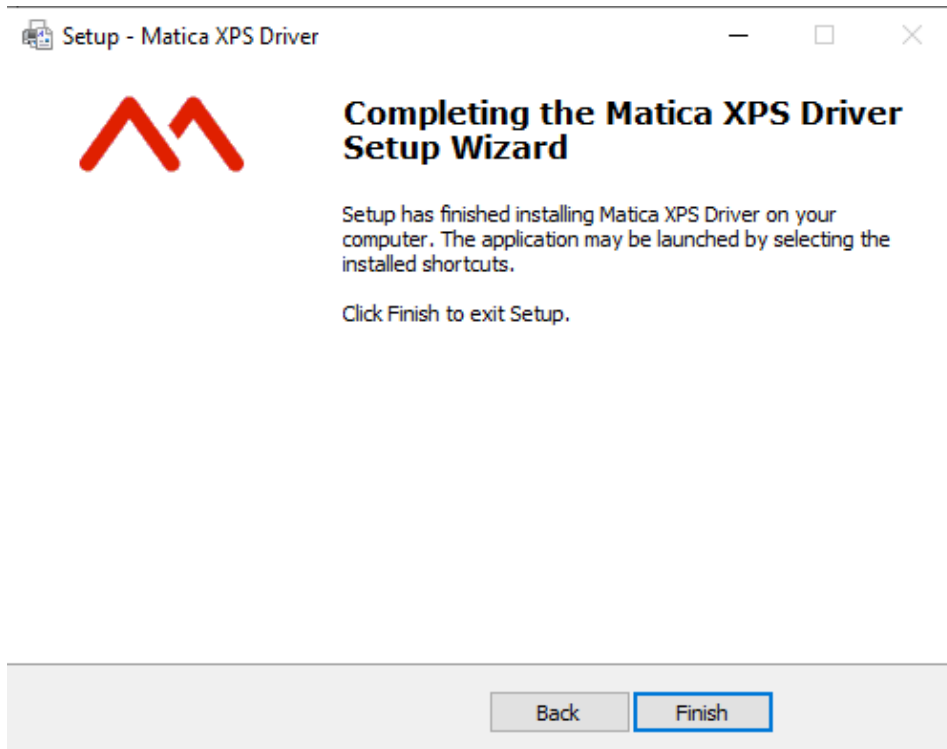 Setup - Matica XPS Driver
Completing the Matica XPS Driver
Setup Wizard
Setup has finished installing Matica XPS Driver on your
computer. The application may be launched by selecting the
installed shortcuts.
Click Finish to exit Setup.
Back
Finish